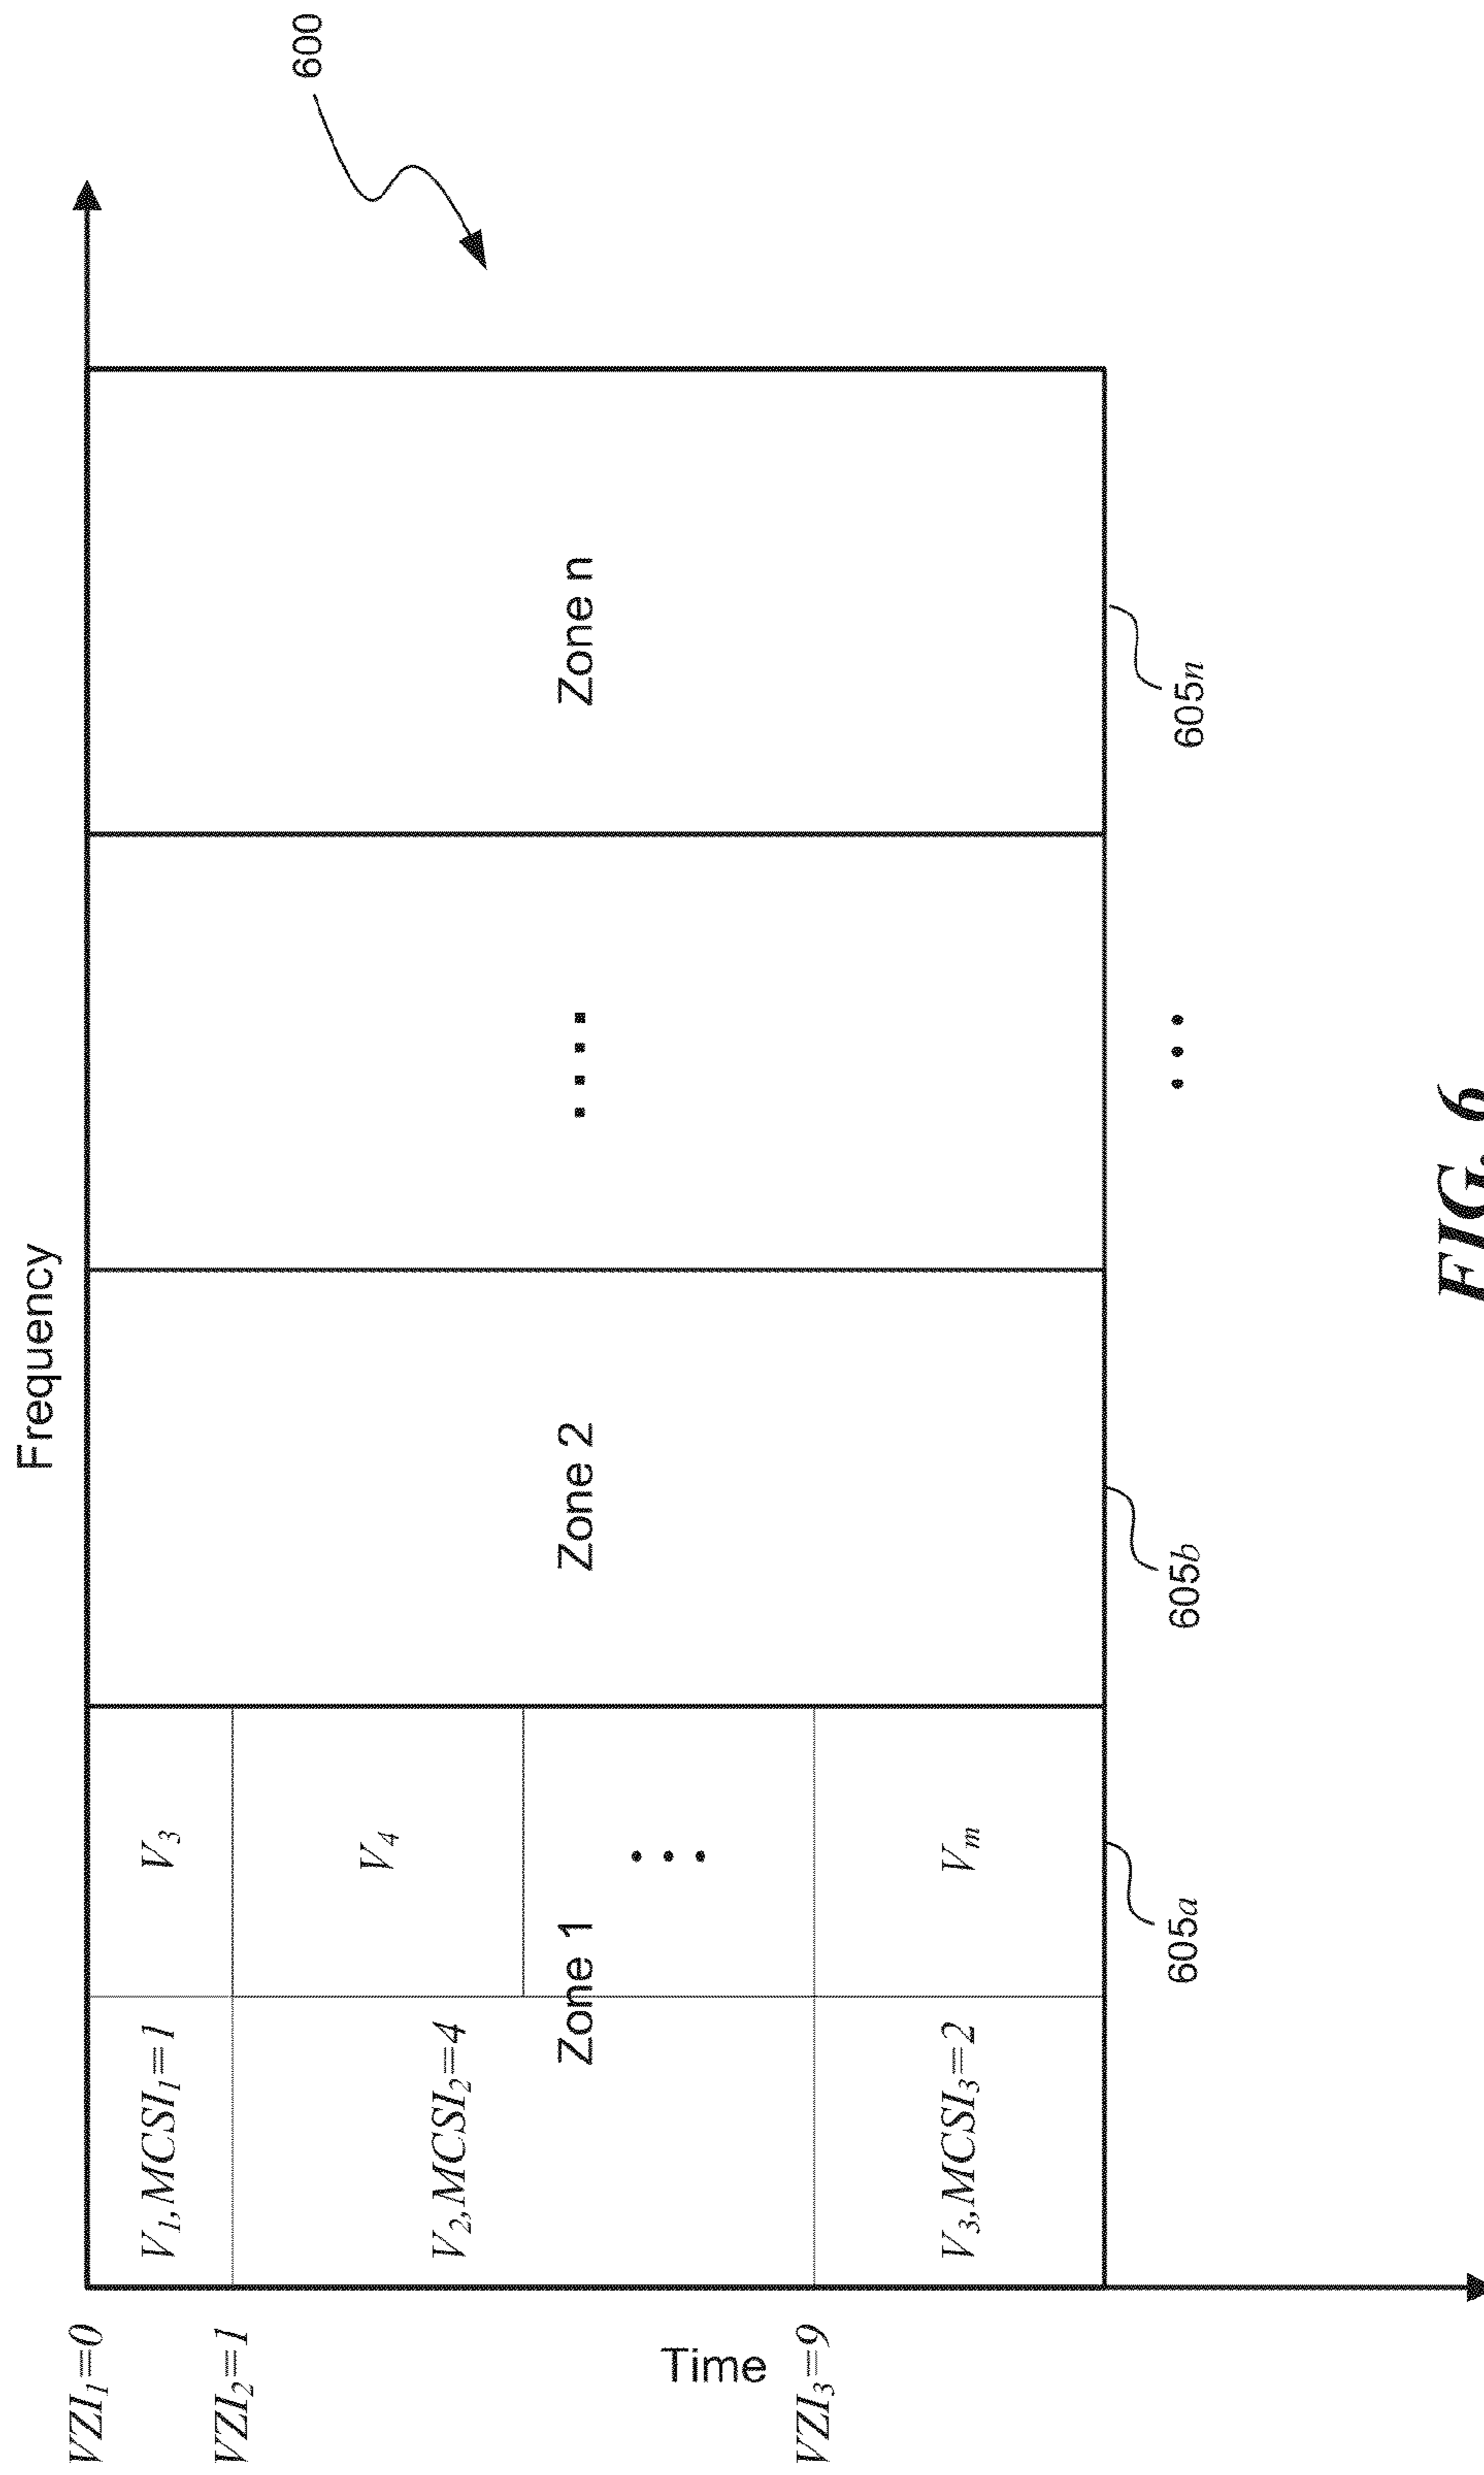 Frequency
600
VZI1=0
VZI2=1
Time
VZI3=9
V1,MCSI1=1
V3
V2,MCSI2=4
V4
Zone 1
V3,MCSI3=2
Vm
Zone 2
Zone n
605a
605b
605n
FIG. 6